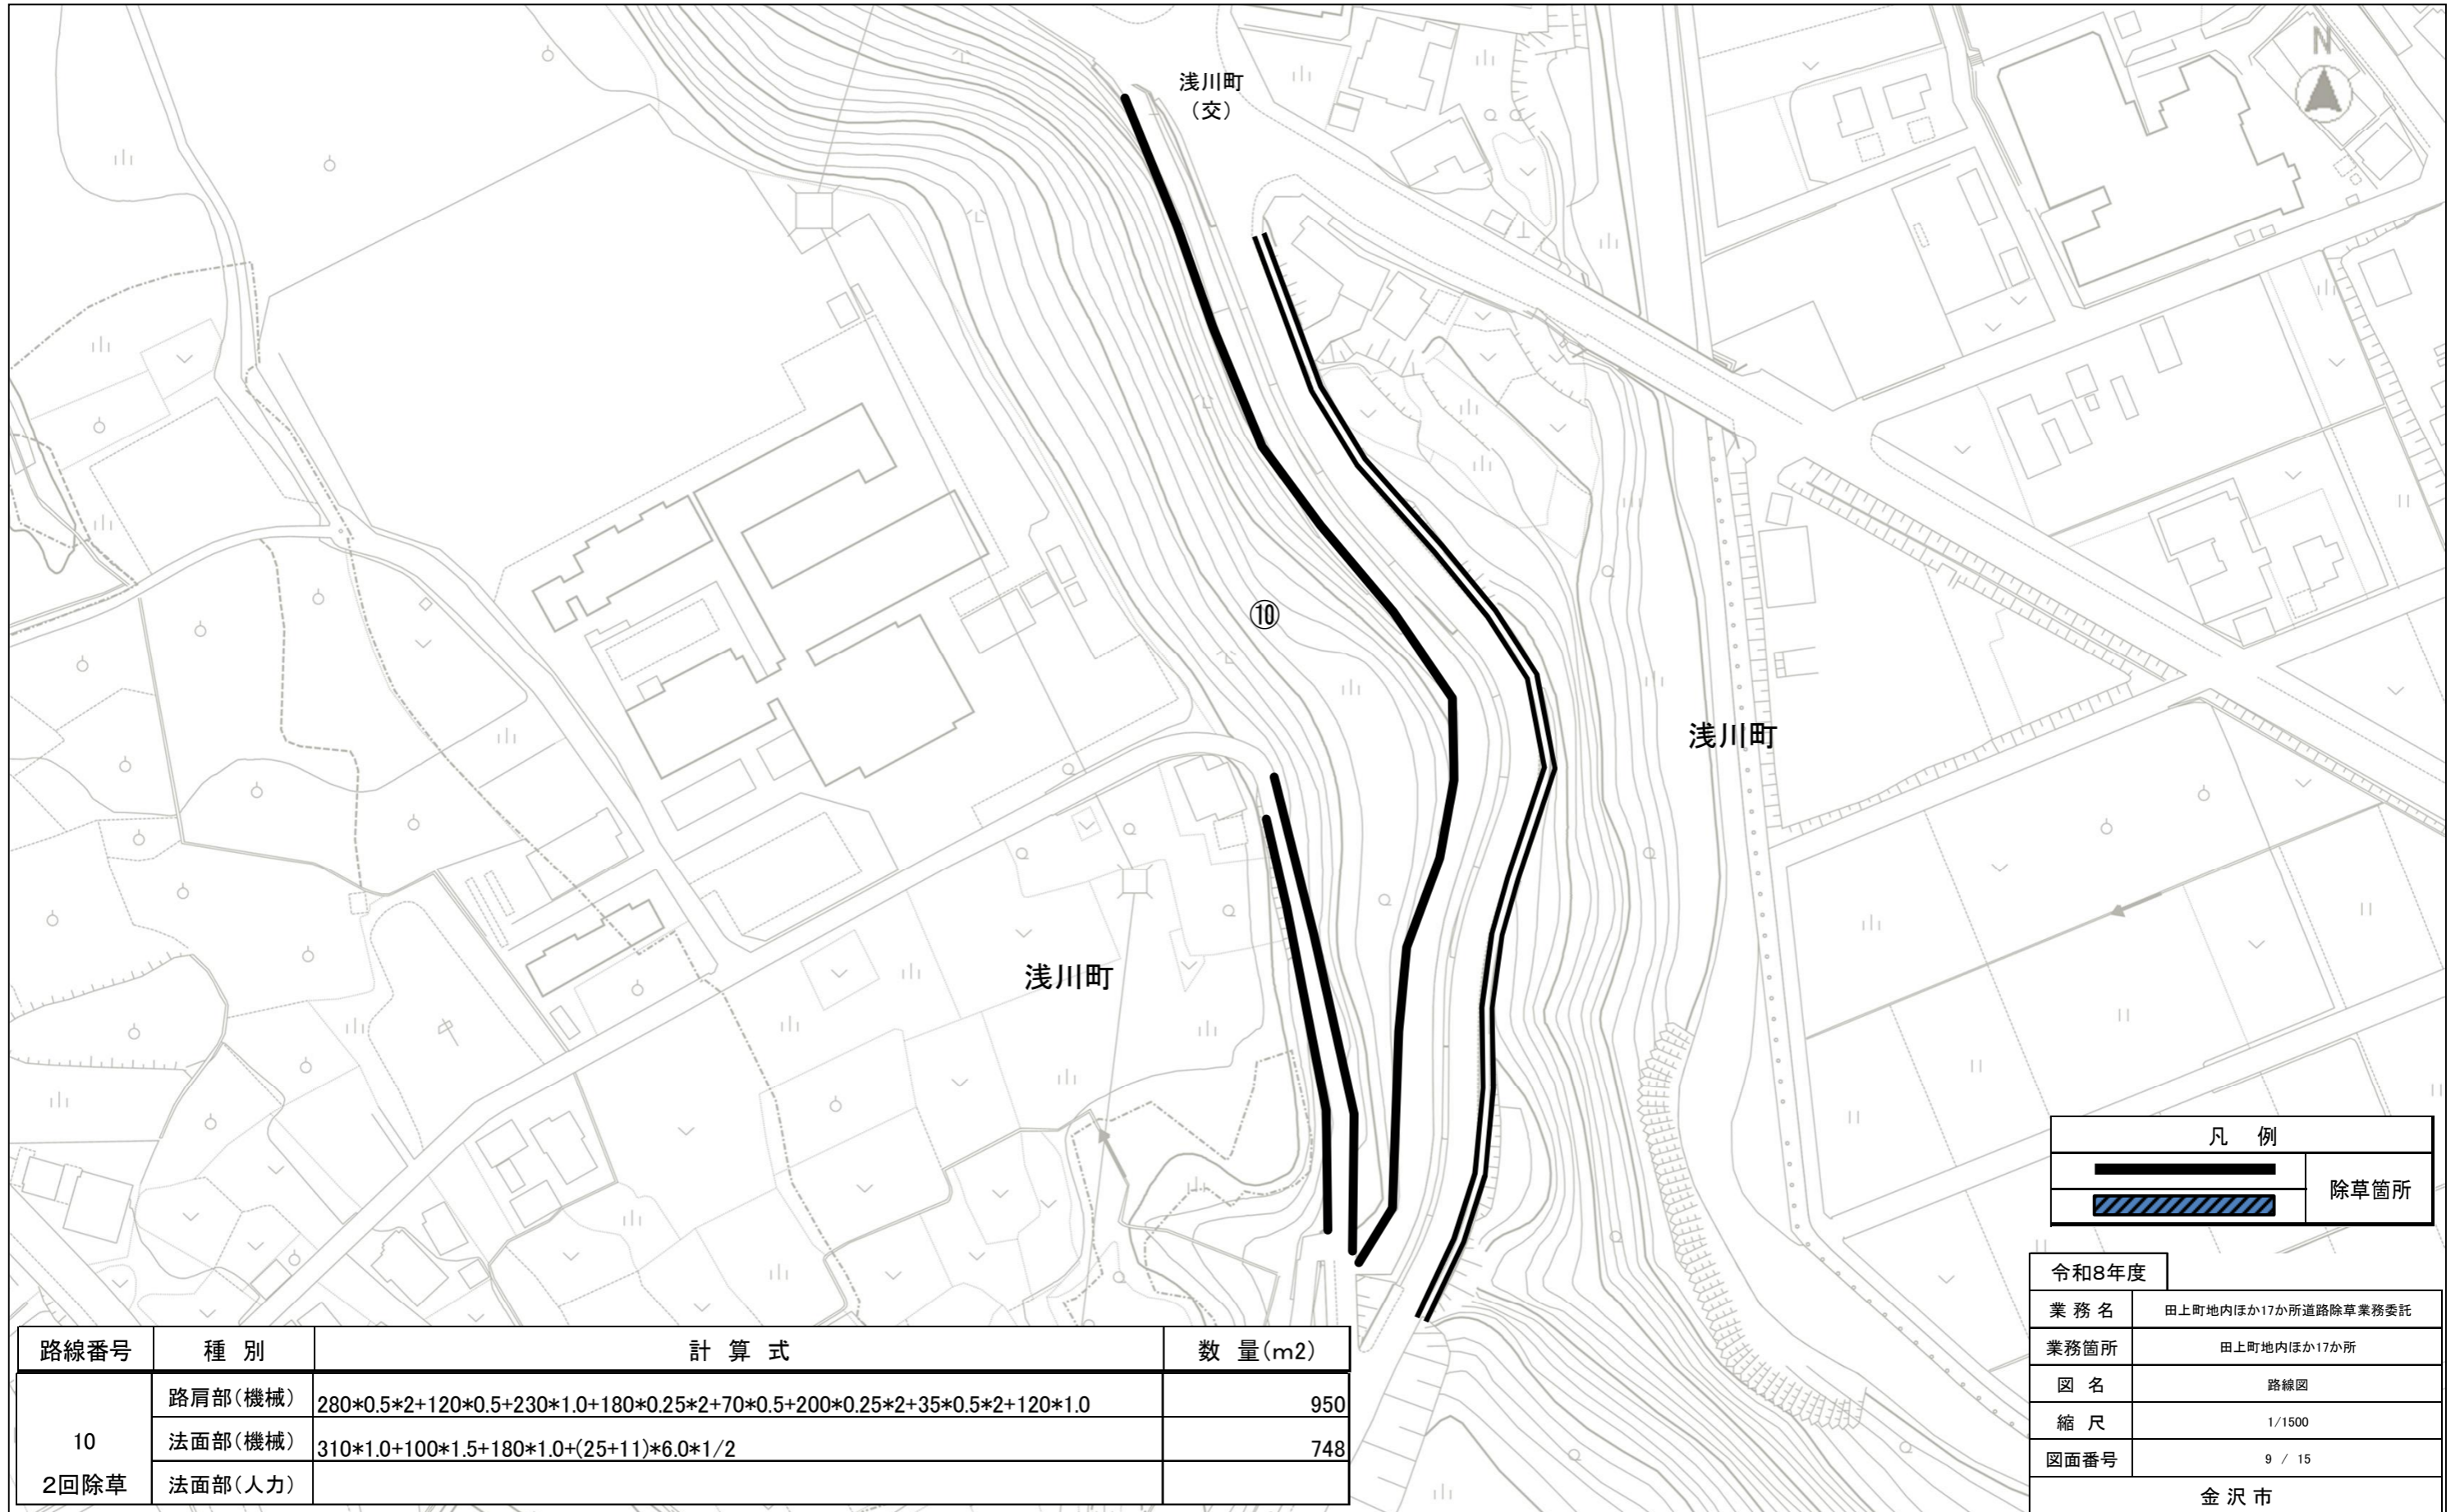 浅川町
(交)
N
⑩
浅川町
浅川町
凡 例
除草箇所
令和8年度
業務名 田上町地内ほか17か所道路除草業務委託
業務箇所 田上町地内ほか17か所
図名 路線図
縮尺 1/1500
図面番号 9 / 15
金沢市
路線番号 種別 計算式 数量(m2)
10
2回除草
路肩部(機械) 280*0.5*2+120*0.5+230*1.0+180*0.25*2+70*0.5+200*0.25*2+35*0.5*2+120*1.0 950
法面部(機械) 310*1.0+100*1.5+180*1.0+(25+11)*6.0*1/2 748
法面部(人力)